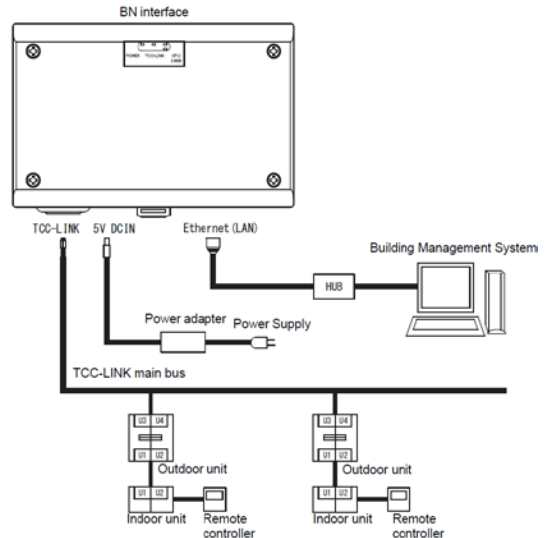 BN interface
POWER TCC-LINK CPU
TCC-LINK 5V DCIN Ethernet(LAN)
Building Management System
HUB
Power adapter
Power Supply
TCC-LINK main bus
U3 U4
U1 U2
Outdoor unit
U1 U2
Indoor unit
Remote
controller
U3 U4
U1 U2
Outdoor unit
U1 U2
Indoor unit
Remote
controller